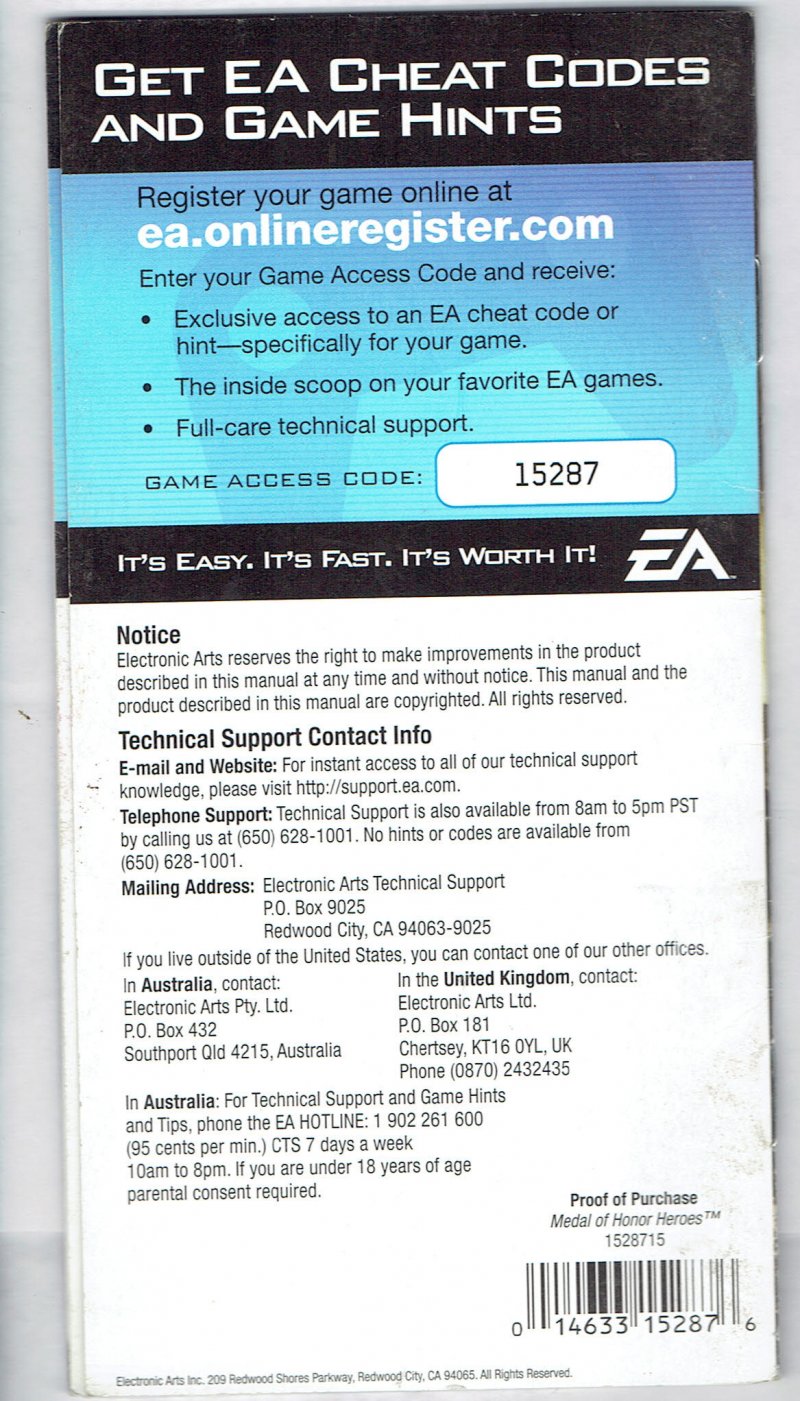 GET EA CHEAT CODES
AND GAME HINTS
Register your game online at
ea.onlineregister.com
Enter your Game Access Code and receive:
• Exclusive access to an EA cheat code or
hint—specifically for your game.
• The inside scoop on your favorite EA games.
• Full-care technical support.
GAME ACCESS CODE: 15287
IT'S EASY. IT'S FAST. IT'S WORTH IT! EA™
Notice
Electronic Arts reserves the right to make improvements in the product
described in this manual at any time and without notice. This manual and the
product described in this manual are copyrighted. All rights reserved.
Technical Support Contact Info
E-mail and Website: For instant access to all of our technical support
knowledge, please visit http://support.ea.com.
Telephone Support: Technical Support is also available from 8am to 5pm PST
by calling us at (650) 628-1001. No hints or codes are available from
(650) 628-1001.
Mailing Address: Electronic Arts Technical Support
P.O. Box 9025
Redwood City, CA 94063-9025
If you live outside of the United States, you can contact one of our other offices.
In Australia, contact:
Electronic Arts Pty. Ltd.
P.O. Box 432
Southport Qld 4215, Australia
In the United Kingdom, contact:
Electronic Arts Ltd.
P.O. Box 181
Chertsey, KT16 0YL, UK
Phone (0870) 2432435
In Australia: For Technical Support and Game Hints
and Tips, phone the EA HOTLINE: 1 902 261 600
(95 cents per min.) CTS 7 days a week
10am to 8pm. If you are under 18 years of age
parental consent required.
Proof of Purchase
Medal of Honor Heroes™
1528715
0 14633 15287 6
Electronic Arts Inc. 209 Redwood Shores Parkway, Redwood City, CA 94065. All Rights Reserved.